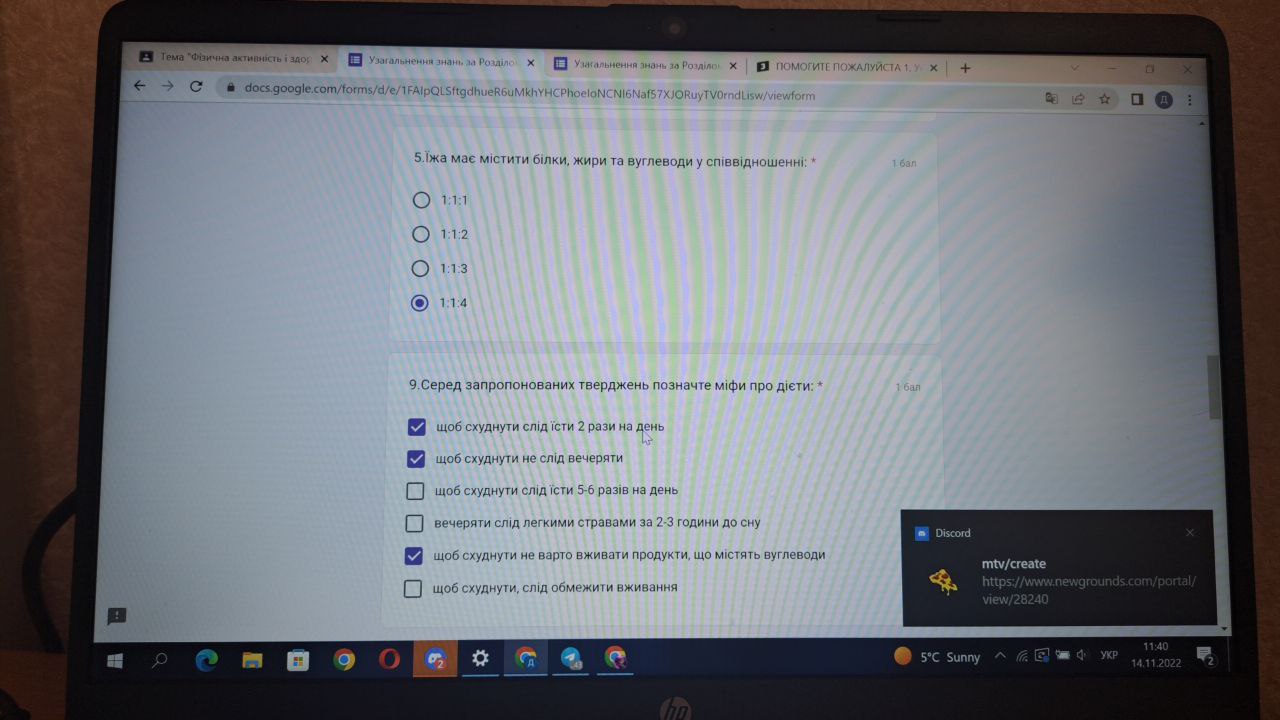 Тема "Фізична активність і здор
Узагальнення знань за Розділо
Узагальнення знань за Розділо
ПОМОГИТЕ ПОЖАЛУЙСТА 1. У
docs.google.com/forms/d/e/1FAIpQLSftgdhueR6uMkhYHCPhoeIoNCNI6Naf57XJORuyTV0rndLisw/viewform
Д
5.Їжа має містити білки, жири та вуглеводи у співвідношенні: *
1 бал
1:1:1
1:1:2
1:1:3
1:1:4
9.Серед запропонованих тверджень позначте міфи про дієти: *
1 бал
щоб схуднути слід їсти 2 рази на день
щоб схуднути не слід вечеряти
щоб схуднути слід їсти 5-6 разів на день
вечеряти слід легкими стравами за 2-3 години до сну
щоб схуднути не варто вживати продукти, що містять вуглеводи
щоб схуднути, слід обмежити вживання
Discord
mtv/create
https://www.newgrounds.com/portal/
view/28240
2
Д
43
5°C Sunny
УКР
11:40
14.11.2022
2
hp